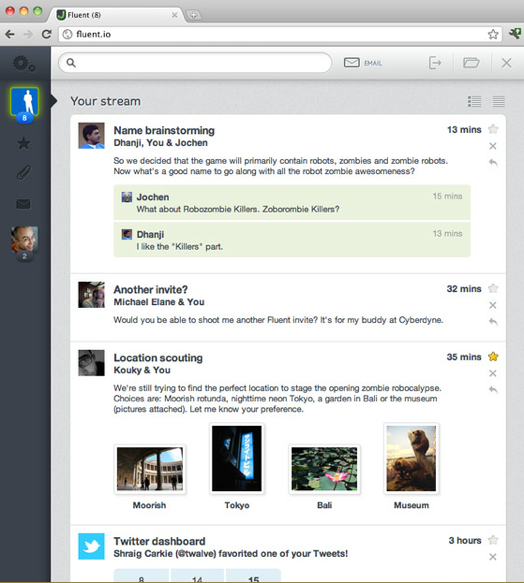 Fluent (8)
fluent.io
EMAIL
8
2
Your stream
Name brainstorming
13 mins
Dhanji, You & Jochen
So we decided that the game will primarily contain robots, zombies and zombie robots.
Now what's a good name to go along with all the robot zombie awesomeness?
Jochen
15 mins
What about Robozombie Killers. Zoborombie Killers?
Dhanji
13 mins
I like the "Killers" part.
Another invite?
32 mins
Michael Elane & You
Would you be able to shoot me another Fluent invite? It's for my buddy at Cyberdyne.
Location scouting
35 mins
Kouky & You
We're still trying to find the perfect location to stage the opening zombie robocalypse.
Choices are: Moorish rotunda, nighttime neon Tokyo, a garden in Bali or the museum
(pictures attached). Let me know your preference.
Moorish
Tokyo
Bali
Museum
Twitter dashboard
3 hours
Shraig Carkie (@twalve) favorited one of your Tweets!
8
14
15